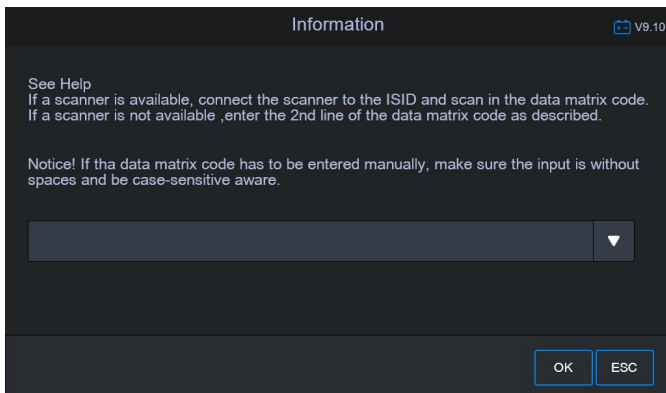 Information
V9.10
See Help
If a scanner is available, connect the scanner to the ISID and scan in the data matrix code.
If a scanner is not available ,enter the 2nd line of the data matrix code as described.
Notice! If tha data matrix code has to be entered manually, make sure the input is without
spaces and be case-sensitive aware.
OK
ESC